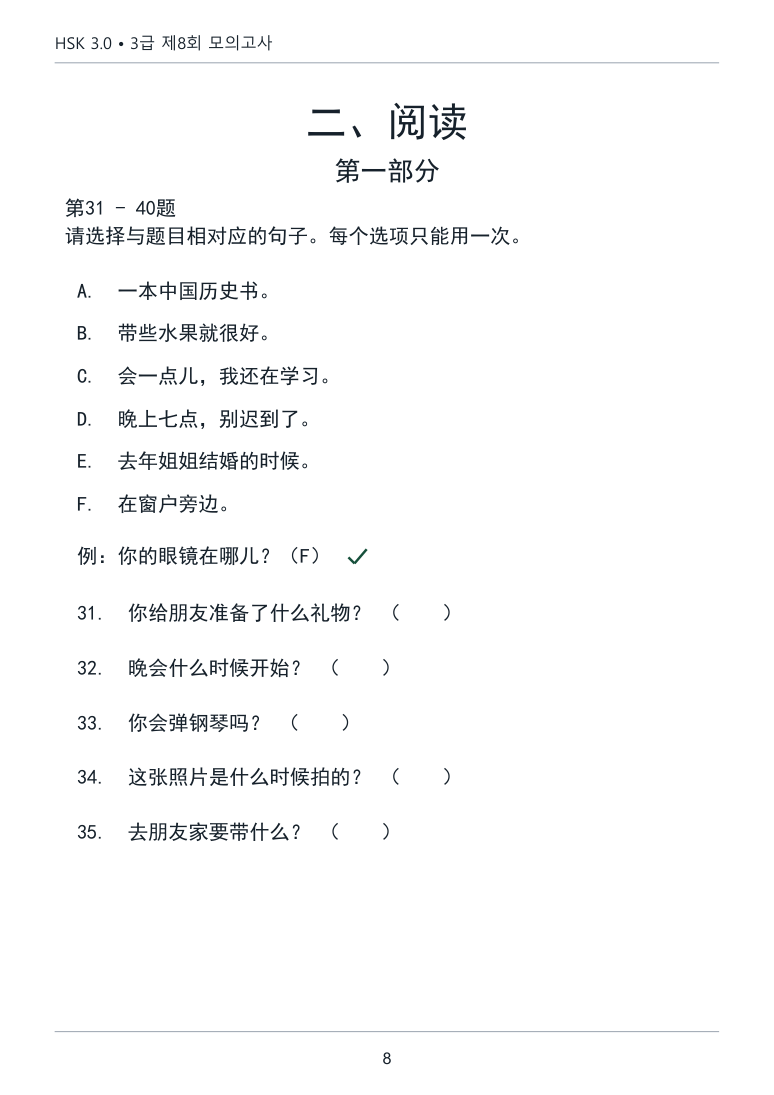 HSK 3.0 • 3급 제8회 모의고사
二、阅读
第一部分
第31 - 40题
请选择与题目相对应的句子。每个选项只能用一次。
A. 一本中国历史书。
B. 带些水果就很好。
C. 会一点儿，我还在学习。
D. 晚上七点，别迟到了。
E. 去年姐姐结婚的时候。
F. 在窗户旁边。
例：你的眼镜在哪儿？（F） ✓
31. 你给朋友准备了什么礼物？ （ ）
32. 晚会什么时候开始？ （ ）
33. 你会弹钢琴吗？ （ ）
34. 这张照片是什么时候拍的？ （ ）
35. 去朋友家要带什么？ （ ）
8